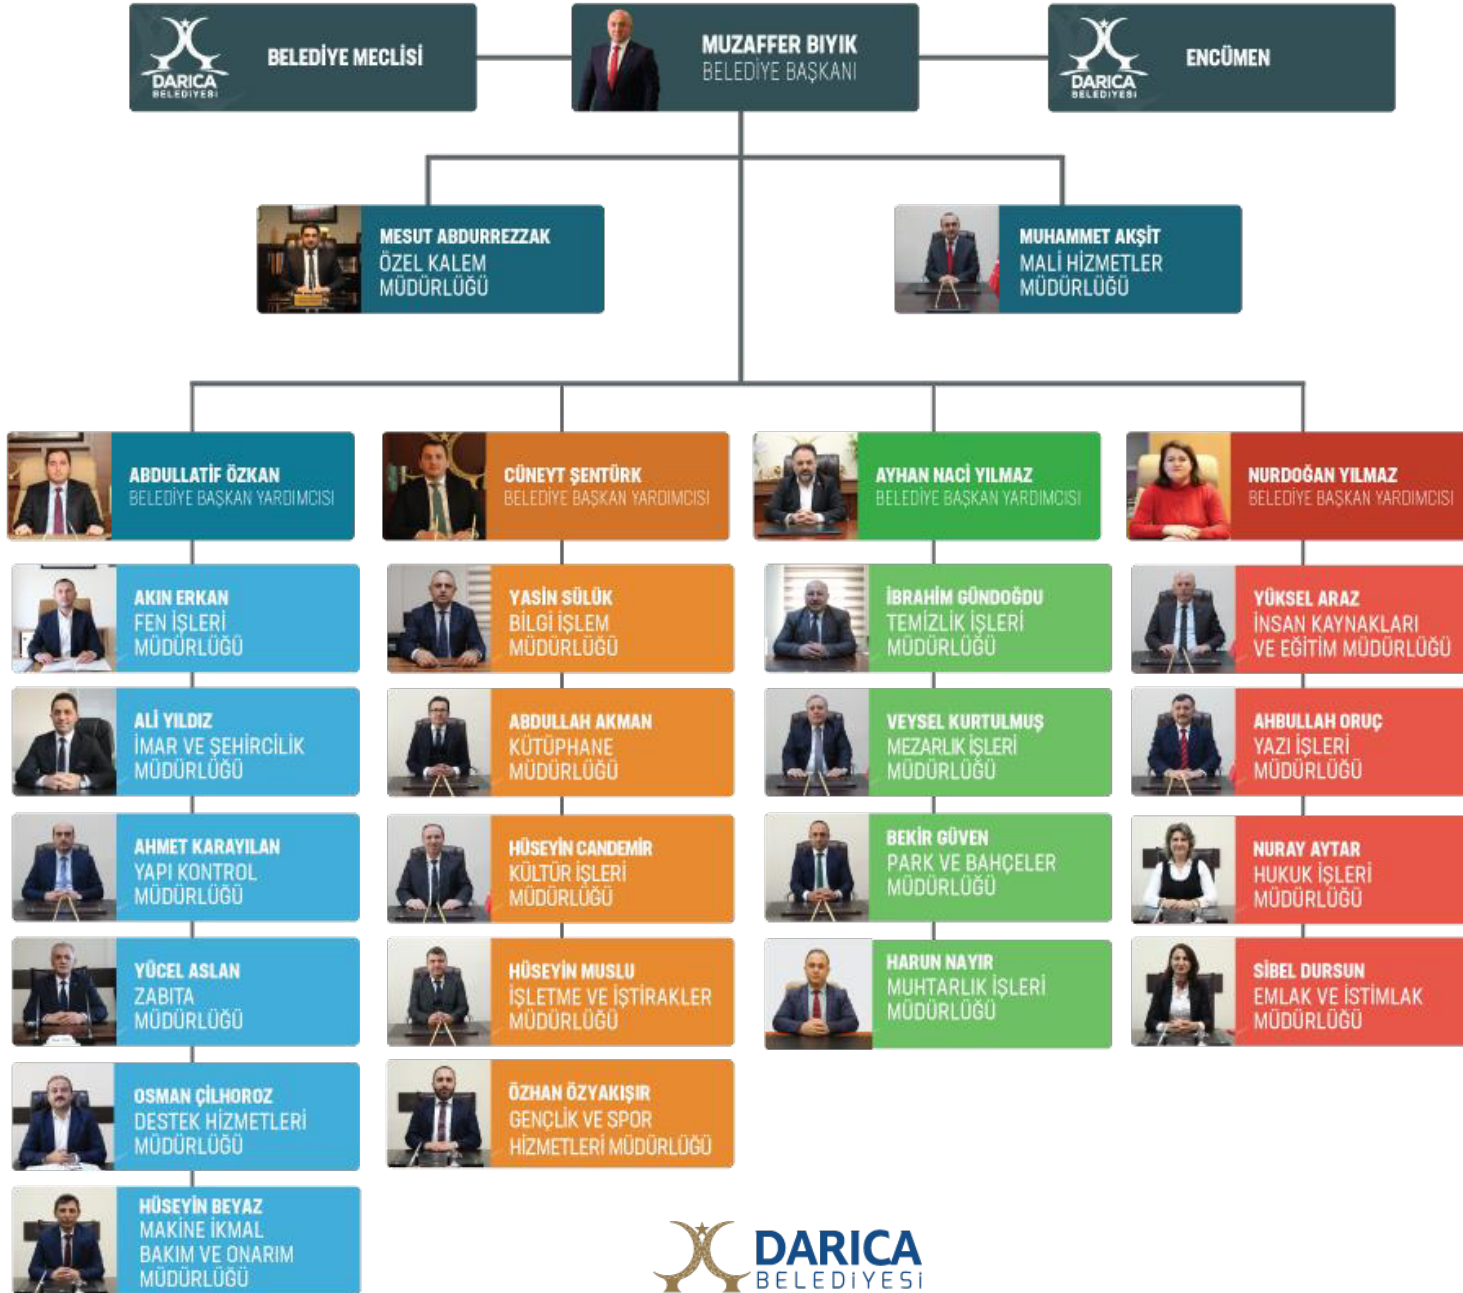 DARICA
BELEDİYESİ
BELEDİYE MECLİSİ
MUZAFFER BIYIK
BELEDİYE BAŞKANI
DARICA
BELEDİYESİ
ENCÜMEN
MESUT ABDURREZZAK
ÖZEL KALEM
MÜDÜRLÜĞÜ
MUHAMMET AKŞİT
MALİ HİZMETLER
MÜDÜRLÜĞÜ
ABDULLATİF ÖZKAN
BELEDİYE BAŞKAN YARDIMCISI
CÜNEYT ŞENTÜRK
BELEDİYE BAŞKAN YARDIMCISI
AYHAN NACİ YILMAZ
BELEDİYE BAŞKAN YARDIMCISI
NURDOĞAN YILMAZ
BELEDİYE BAŞKAN YARDIMCISI
AKIN ERKAN
FEN İŞLERİ
MÜDÜRLÜĞÜ
YASİN SÜLÜK
BİLGİ İŞLEM
MÜDÜRLÜĞÜ
İBRAHİM GÜNDOĞDU
TEMİZLİK İŞLERİ
MÜDÜRLÜĞÜ
YÜKSEL ARAZ
İNSAN KAYNAKLARI
VE EĞİTİM MÜDÜRLÜĞÜ
ALİ YILDIZ
İMAR VE ŞEHİRCİLİK
MÜDÜRLÜĞÜ
ABDULLAH AKMAN
KÜTÜPHANE
MÜDÜRLÜĞÜ
VEYSEL KURTULMUŞ
MEZARLIK İŞLERİ
MÜDÜRLÜĞÜ
AHBULLAH ORUÇ
YAZI İŞLERİ
MÜDÜRLÜĞÜ
AHMET KARAYILAN
YAPI KONTROL
MÜDÜRLÜĞÜ
HÜSEYİN CANDEMİR
KÜLTÜR İŞLERİ
MÜDÜRLÜĞÜ
BEKİR GÜVEN
PARK VE BAHÇELER
MÜDÜRLÜĞÜ
NURAY AYTAR
HUKUK İŞLERİ
MÜDÜRLÜĞÜ
YÜCEL ASLAN
ZABITA
MÜDÜRLÜĞÜ
HÜSEYİN MUSLU
İŞLETME VE İŞTİRAKLER
MÜDÜRLÜĞÜ
HARUN NAYIR
MUHTARLIK İŞLERİ
MÜDÜRLÜĞÜ
SİBEL DURSUN
EMLAK VE İSTİMLAK
MÜDÜRLÜĞÜ
OSMAN ÇİLHOROZ
DESTEK HİZMETLERİ
MÜDÜRLÜĞÜ
ÖZHAN ÖZYAKIŞIR
GENÇLİK VE SPOR
HİZMETLERİ MÜDÜRLÜĞÜ
HÜSEYİN BEYAZ
MAKİNE İKMAL
BAKIM VE ONARIM
MÜDÜRLÜĞÜ
DARICA
BELEDİYESİ